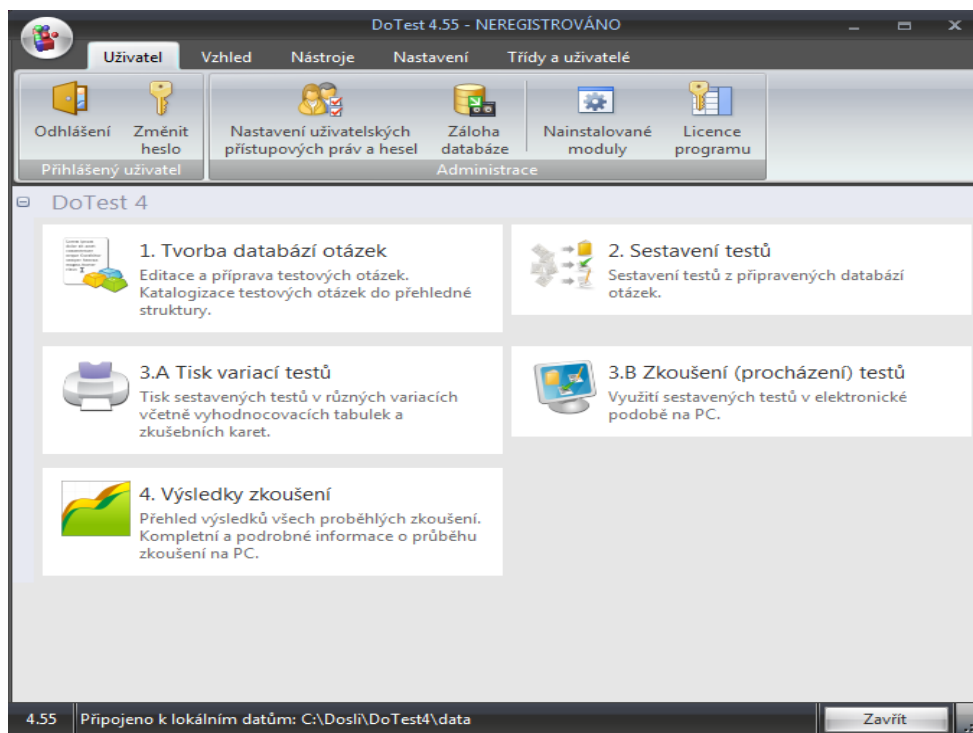 DoTest 4.55 - NEREGISTROVÁNO
Uživatel
Vzhled
Nástroje
Nastavení
Třídy a uživatelé
Odhlášení
Změnit
heslo
Přihlášený uživatel
Nastavení uživatelských
přístupových práv a hesel
Záloha
databáze
Nainstalované
moduly
Licence
programu
Administrace
DoTest 4
1. Tvorba databází otázek
Editace a příprava testových otázek.
Katalogizace testových otázek do přehledné
struktury.
2. Sestavení testů
Sestavení testů z připravených databází
otázek.
3.A Tisk variací testů
Tisk sestavených testů v různých variacích
včetně vyhodnocovacích tabulek a
zkušebních karet.
3.B Zkoušení (procházení) testů
Využití sestavených testů v elektronické
podobě na PC.
4. Výsledky zkoušení
Přehled výsledků všech proběhlých zkoušení.
Kompletní a podrobné informace o průběhu
zkoušení na PC.
4.55
Připojeno k lokálním datům: C:\Dosli\DoTest4\data
Zavřít